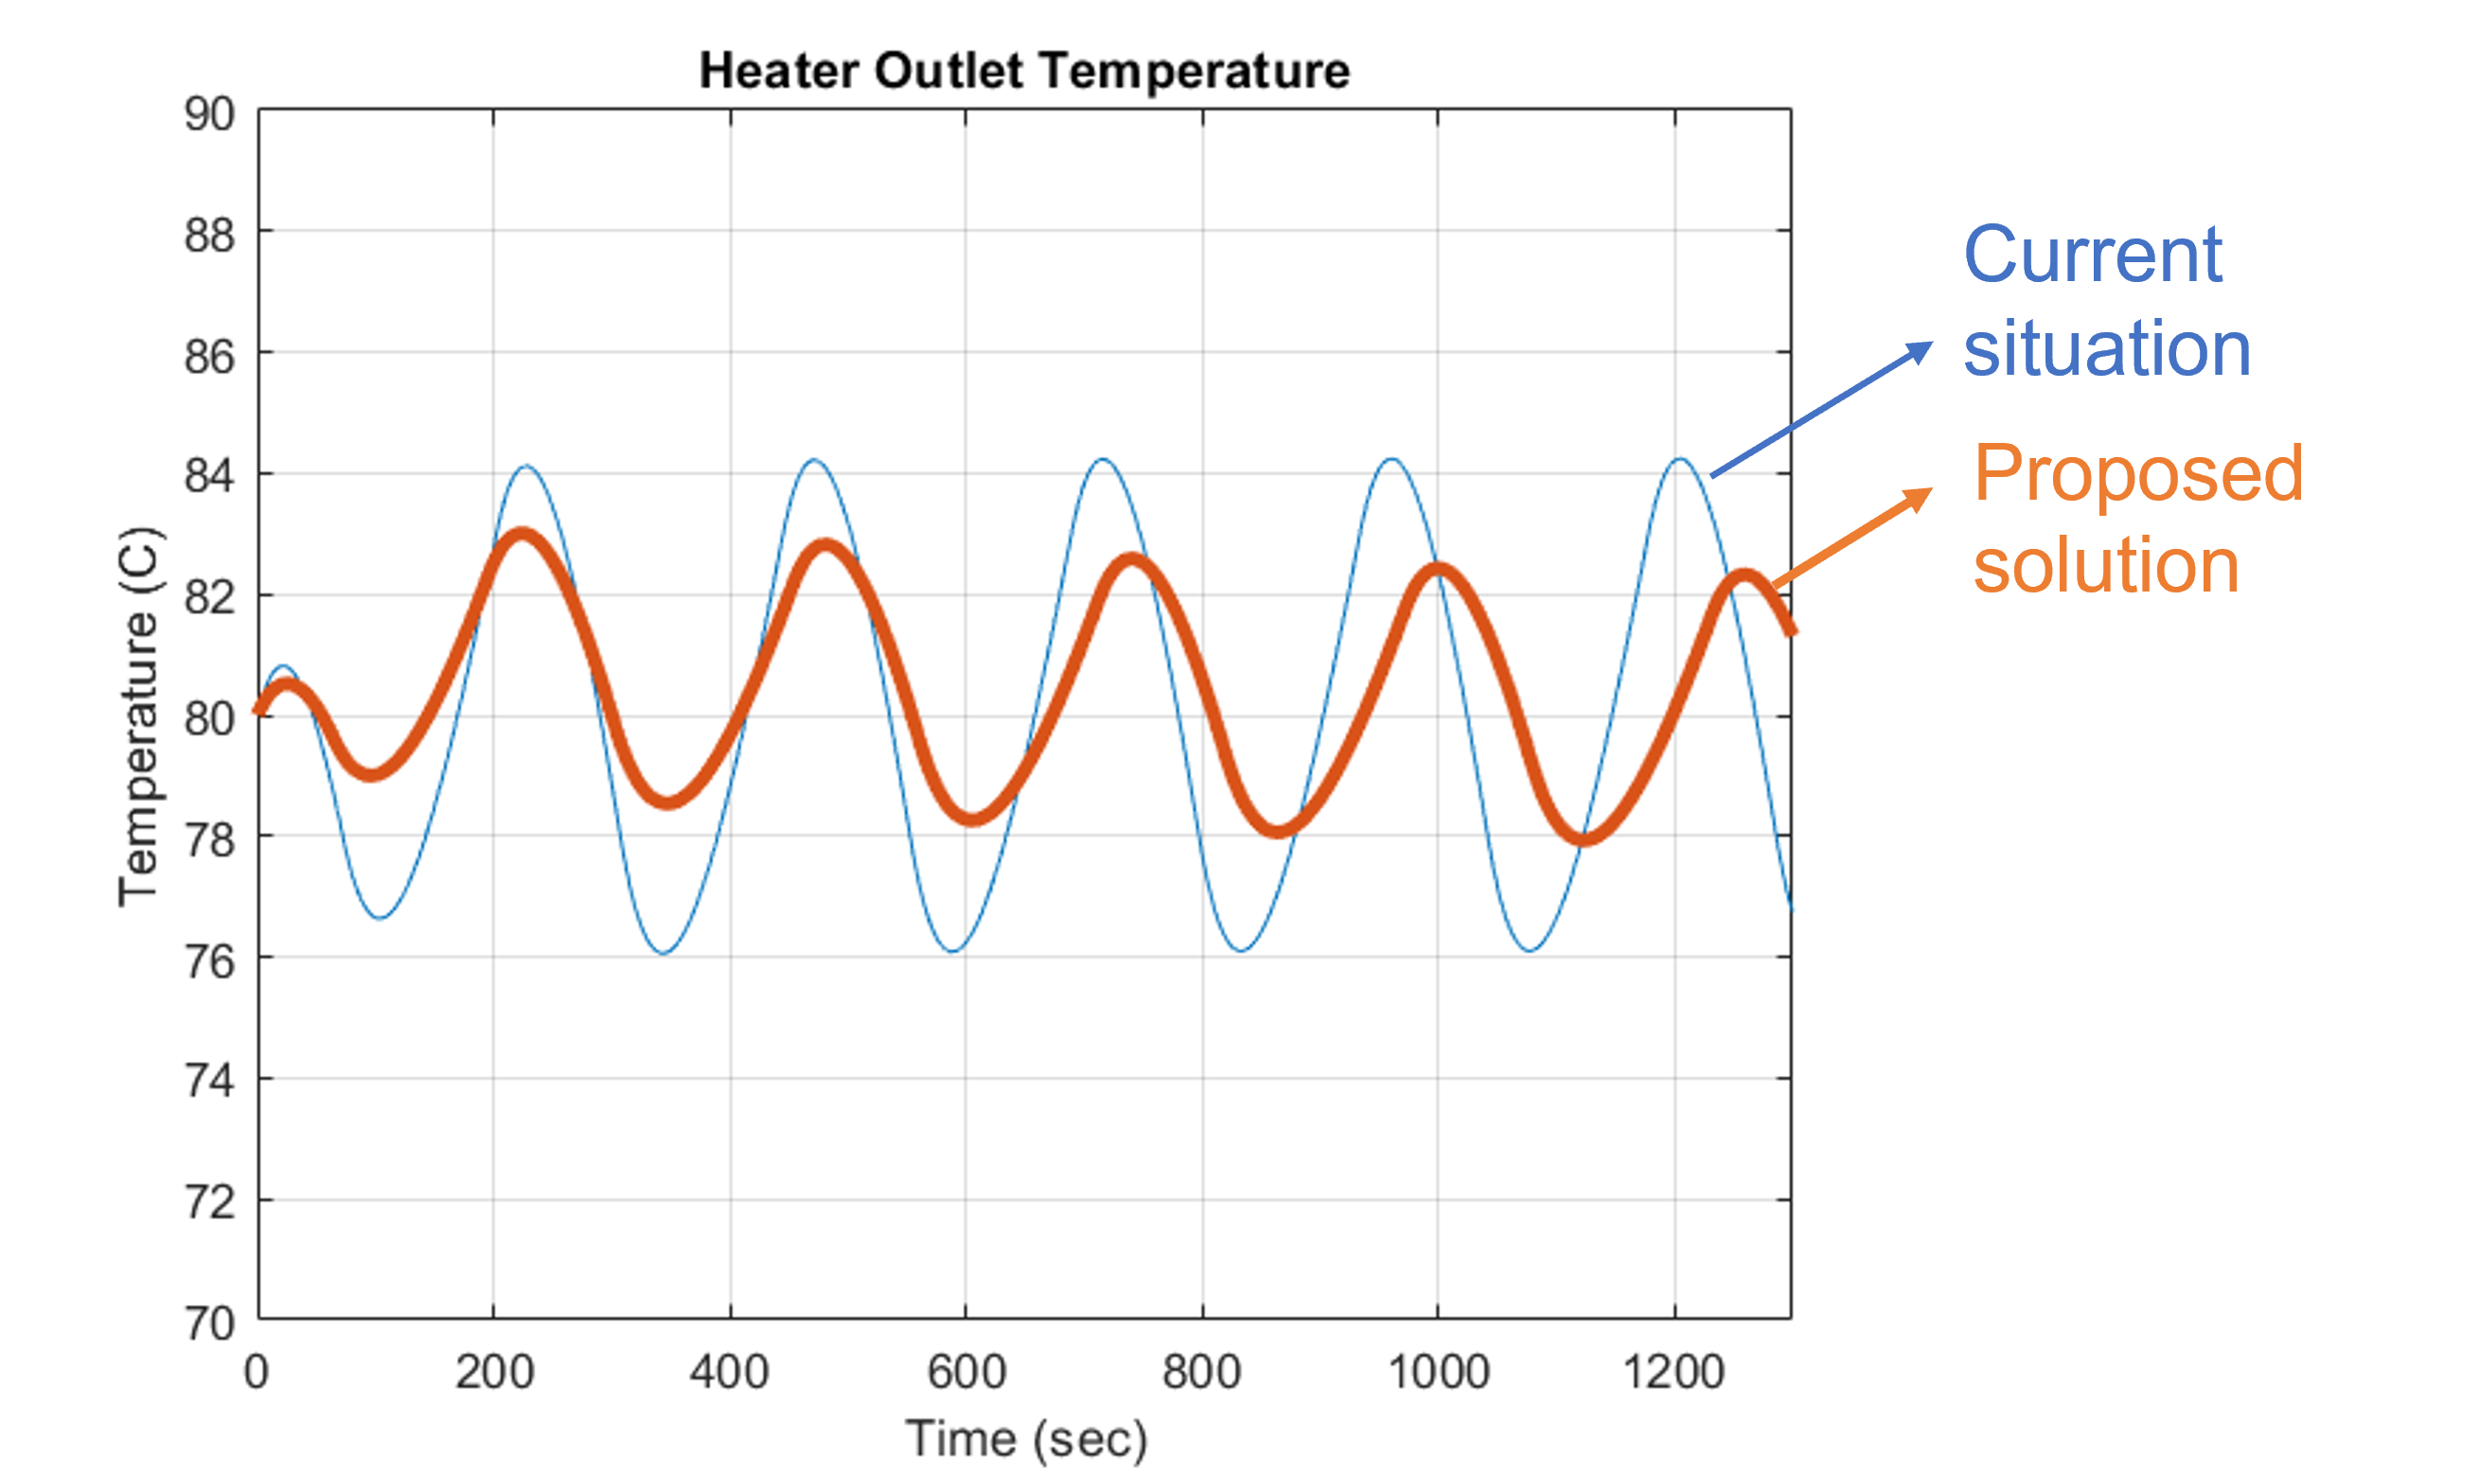 Heater Outlet Temperature
90
88
86
84
82
80
78
76
74
72
70
Temperature (C)
0 200 400 600 800 1000 1200
Time (sec)
Current
situation
Proposed
solution